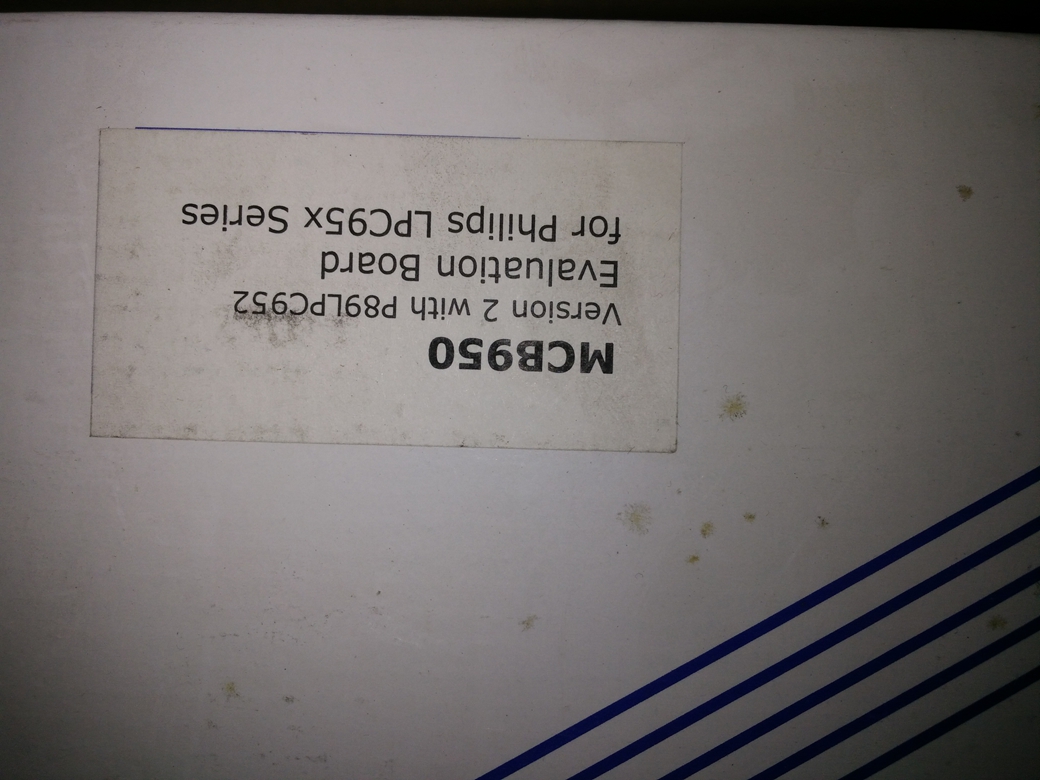 MCB950
Version 2 with P89LPC952
Evaluation Board
for Philips LPC95x Series